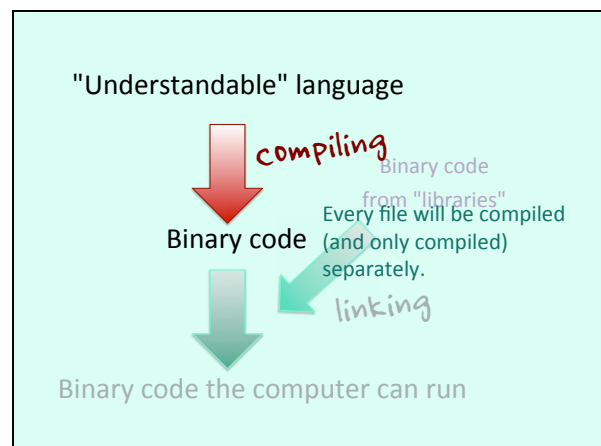 "Understandable" language
compiling
Binary code
from "libraries"
Every file will be compiled
Binary code
(and only compiled)
separately.
linking
Binary code the computer can run